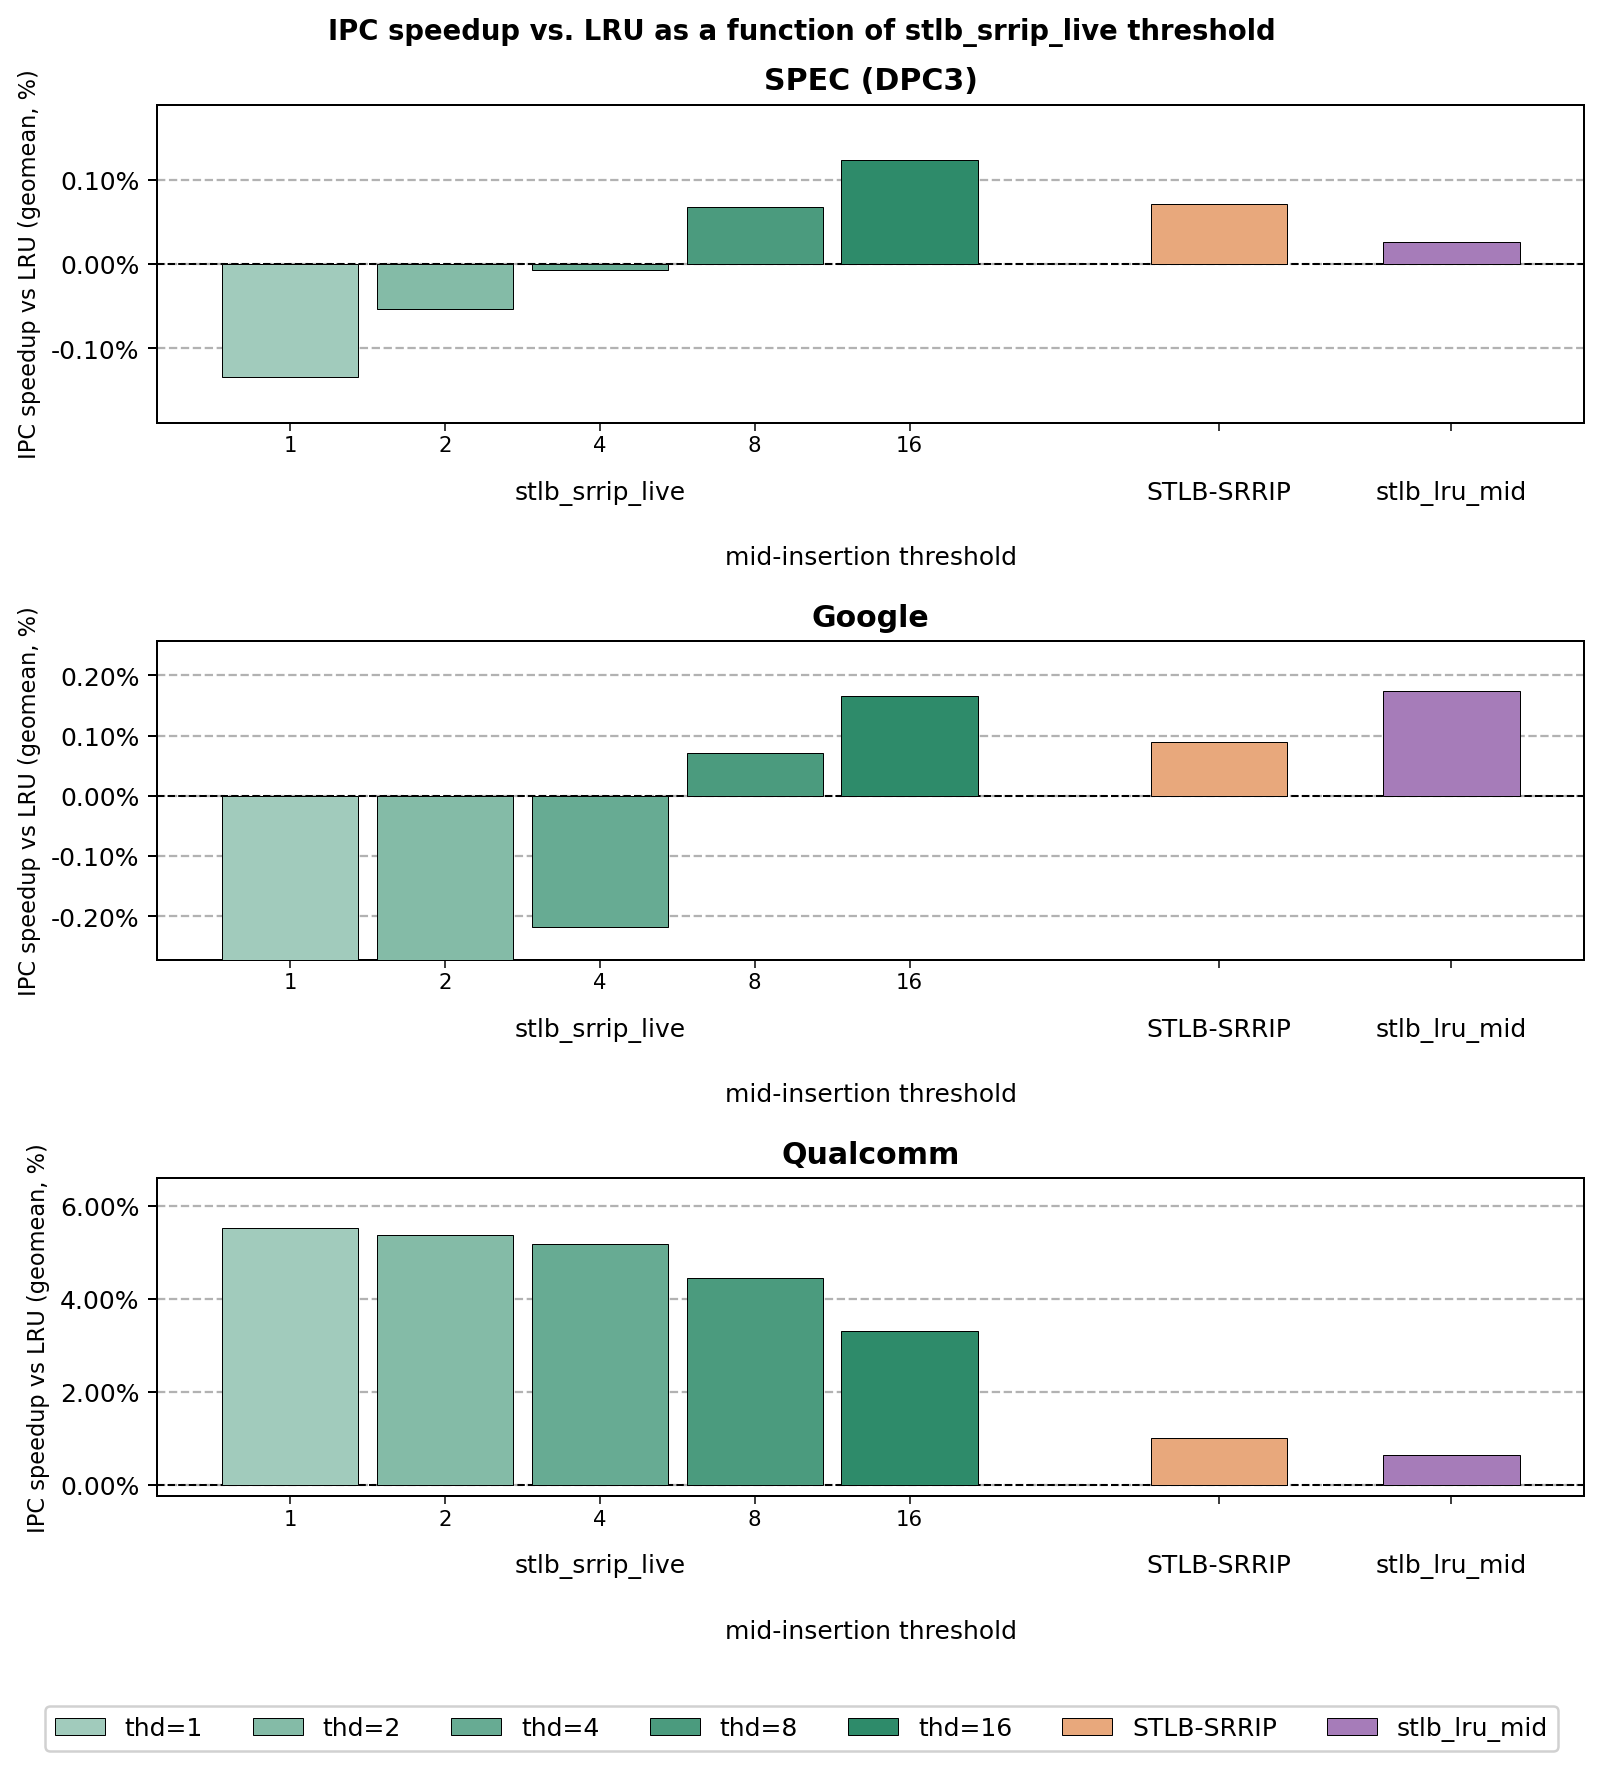 IPC speedup vs. LRU as a function of stlb_srrip_live threshold
SPEC (DPC3)
IPC speedup vs LRU (geomean, %)
0.10%
0.00%
-0.10%
1 2 4 8 16
stlb_srrip_live STLB-SRRIP stlb_lru_mid
mid-insertion threshold
Google
IPC speedup vs LRU (geomean, %)
0.20%
0.10%
0.00%
-0.10%
-0.20%
1 2 4 8 16
stlb_srrip_live STLB-SRRIP stlb_lru_mid
mid-insertion threshold
Qualcomm
IPC speedup vs LRU (geomean, %)
6.00%
4.00%
2.00%
0.00%
1 2 4 8 16
stlb_srrip_live STLB-SRRIP stlb_lru_mid
mid-insertion threshold
thd=1 thd=2 thd=4 thd=8 thd=16 STLB-SRRIP stlb_lru_mid